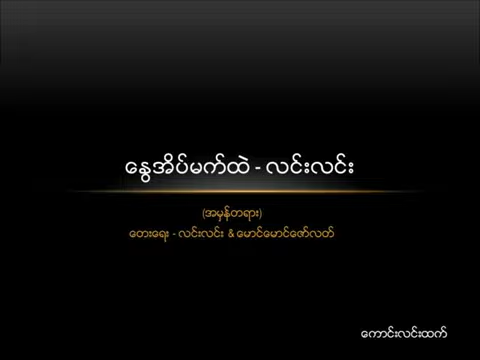 နွေအိပ်မက်ထဲ - လင်းလင်း
(အမှန်တရား)
တေးရေး - လင်းလင်း & မောင်မောင်ဇော်လတ်
ကောင်းလင်းထက်